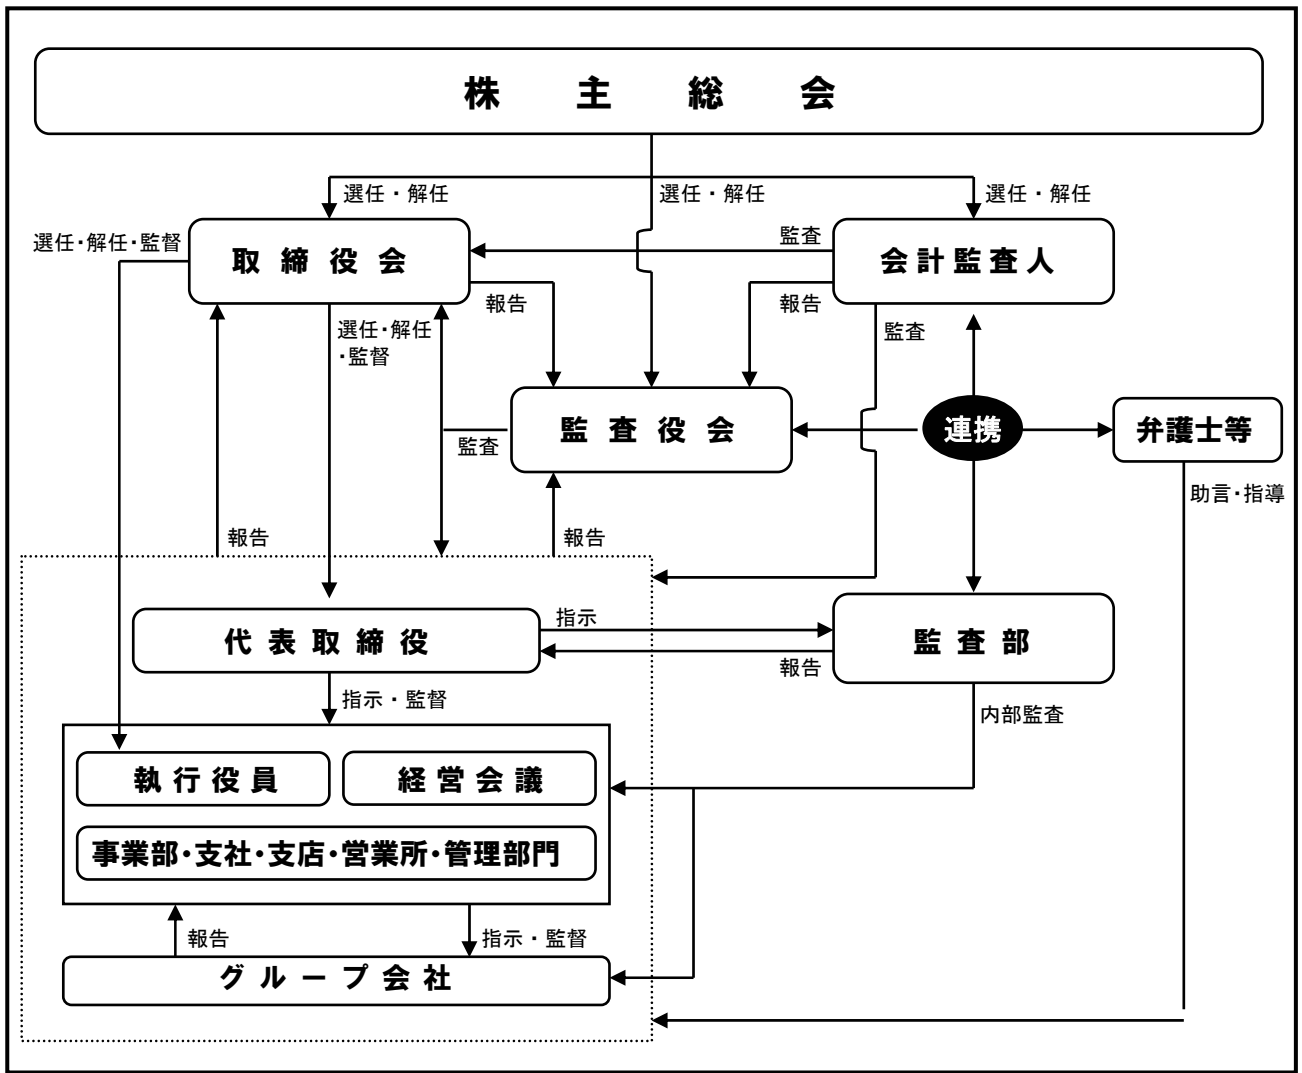 株主総会
選任・解任
選任・解任
選任・解任
選任・解任・監督
取締役会
監査
会計監査人
報告
報告
選任・解任
・監督
監査
監査役会
連携
弁護士等
監査
助言・指導
報告
報告
代表取締役
指示
監査部
報告
指示・監督
内部監査
執行役員
経営会議
事業部・支社・支店・営業所・管理部門
報告
指示・監督
グループ会社